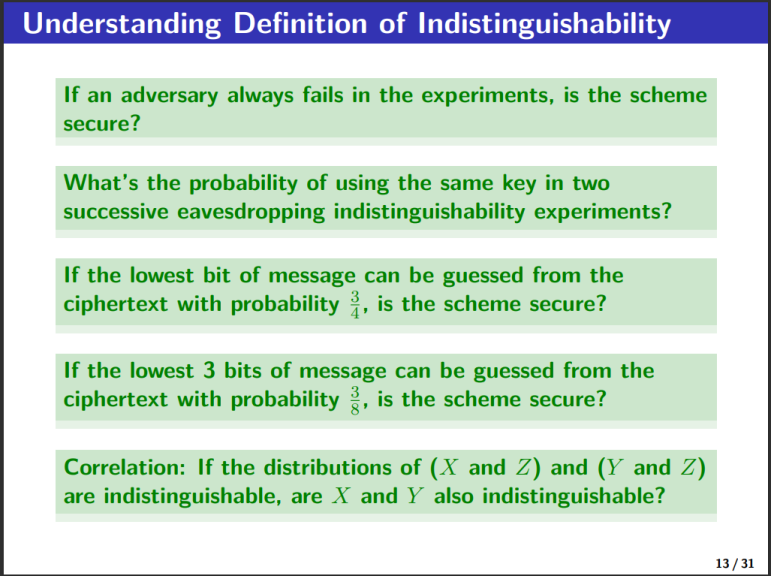 Understanding Definition of Indistinguishability
If an adversary always fails in the experiments, is the scheme
secure?
What's the probability of using the same key in two
successive eavesdropping indistinguishability experiments?
If the lowest bit of message can be guessed from the
ciphertext with probability 3/4, is the scheme secure?
If the lowest 3 bits of message can be guessed from the
ciphertext with probability 3/8, is the scheme secure?
Correlation: If the distributions of (X and Z) and (Y and Z)
are indistinguishable, are X and Y also indistinguishable?
13 / 31